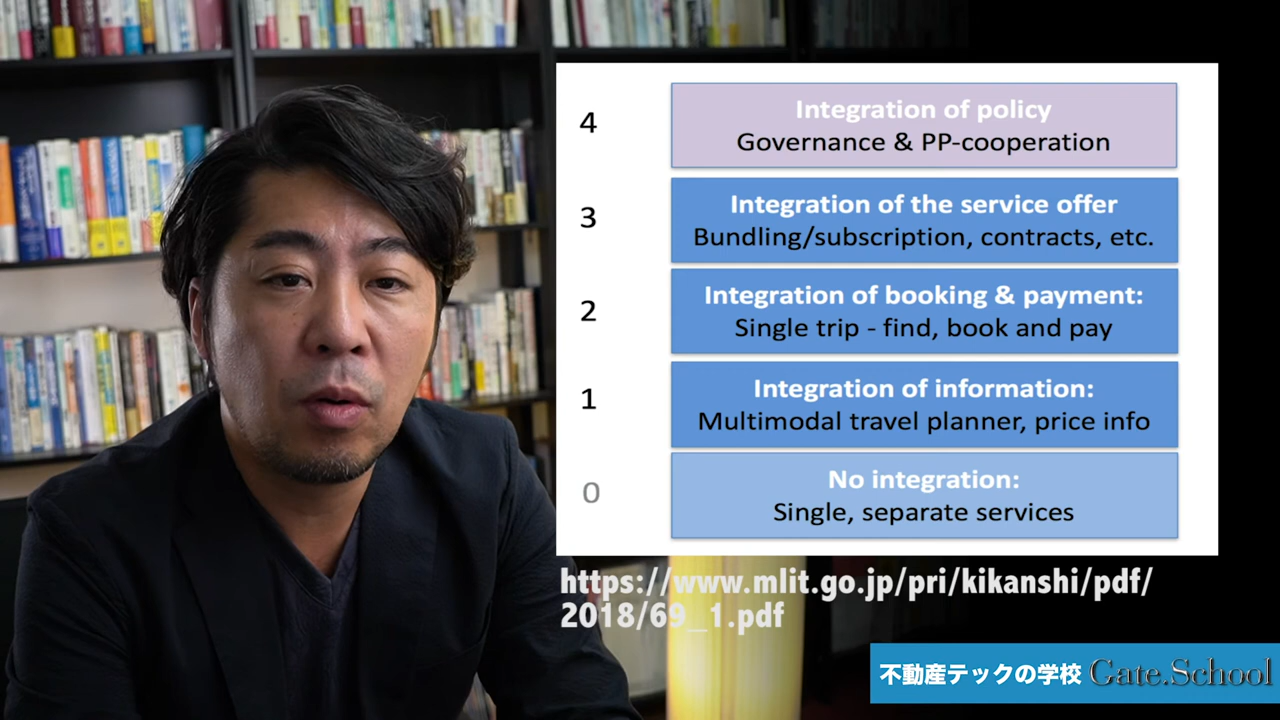 4
Integration of policy
Governance & PP-cooperation
3
Integration of the service offer
Bundling/subscription, contracts, etc.
2
Integration of booking & payment:
Single trip - find, book and pay
1
Integration of information:
Multimodal travel planner, price info
0
No integration:
Single, separate services
https://www.mlit.go.jp/pri/kikanshi/pdf/
2018/69_1.pdf
不動産テックの学校 Gate.School